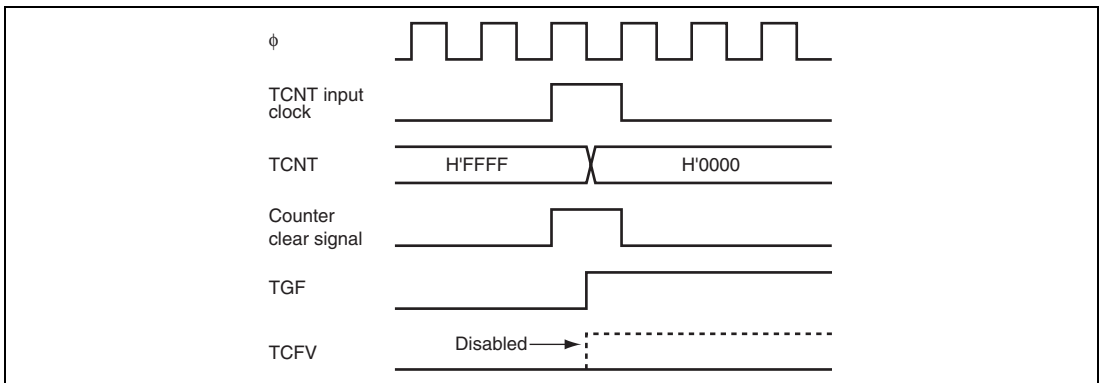 ϕ
TCNT input
clock
TCNT
H'FFFF
H'0000
Counter
clear signal
TGF
TCFV
Disabled